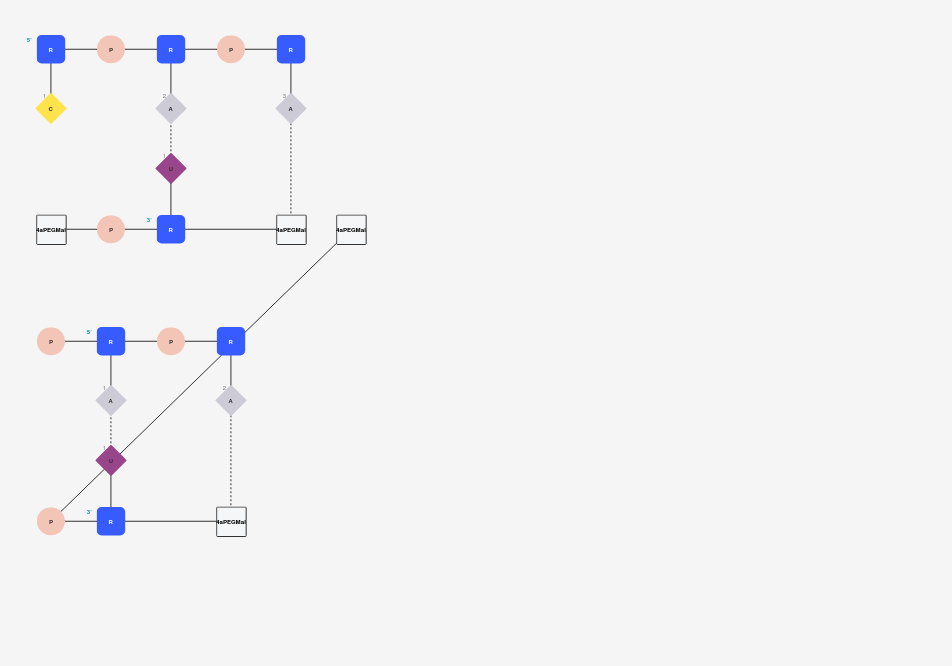 5' R P R P R
1 2 3
C A A
1
U
3'
4aPEGMal P R 4aPEGMal 4aPEGMal
5'
P R P R
1 2
A A
1
U
3'
P R 4aPEGMal